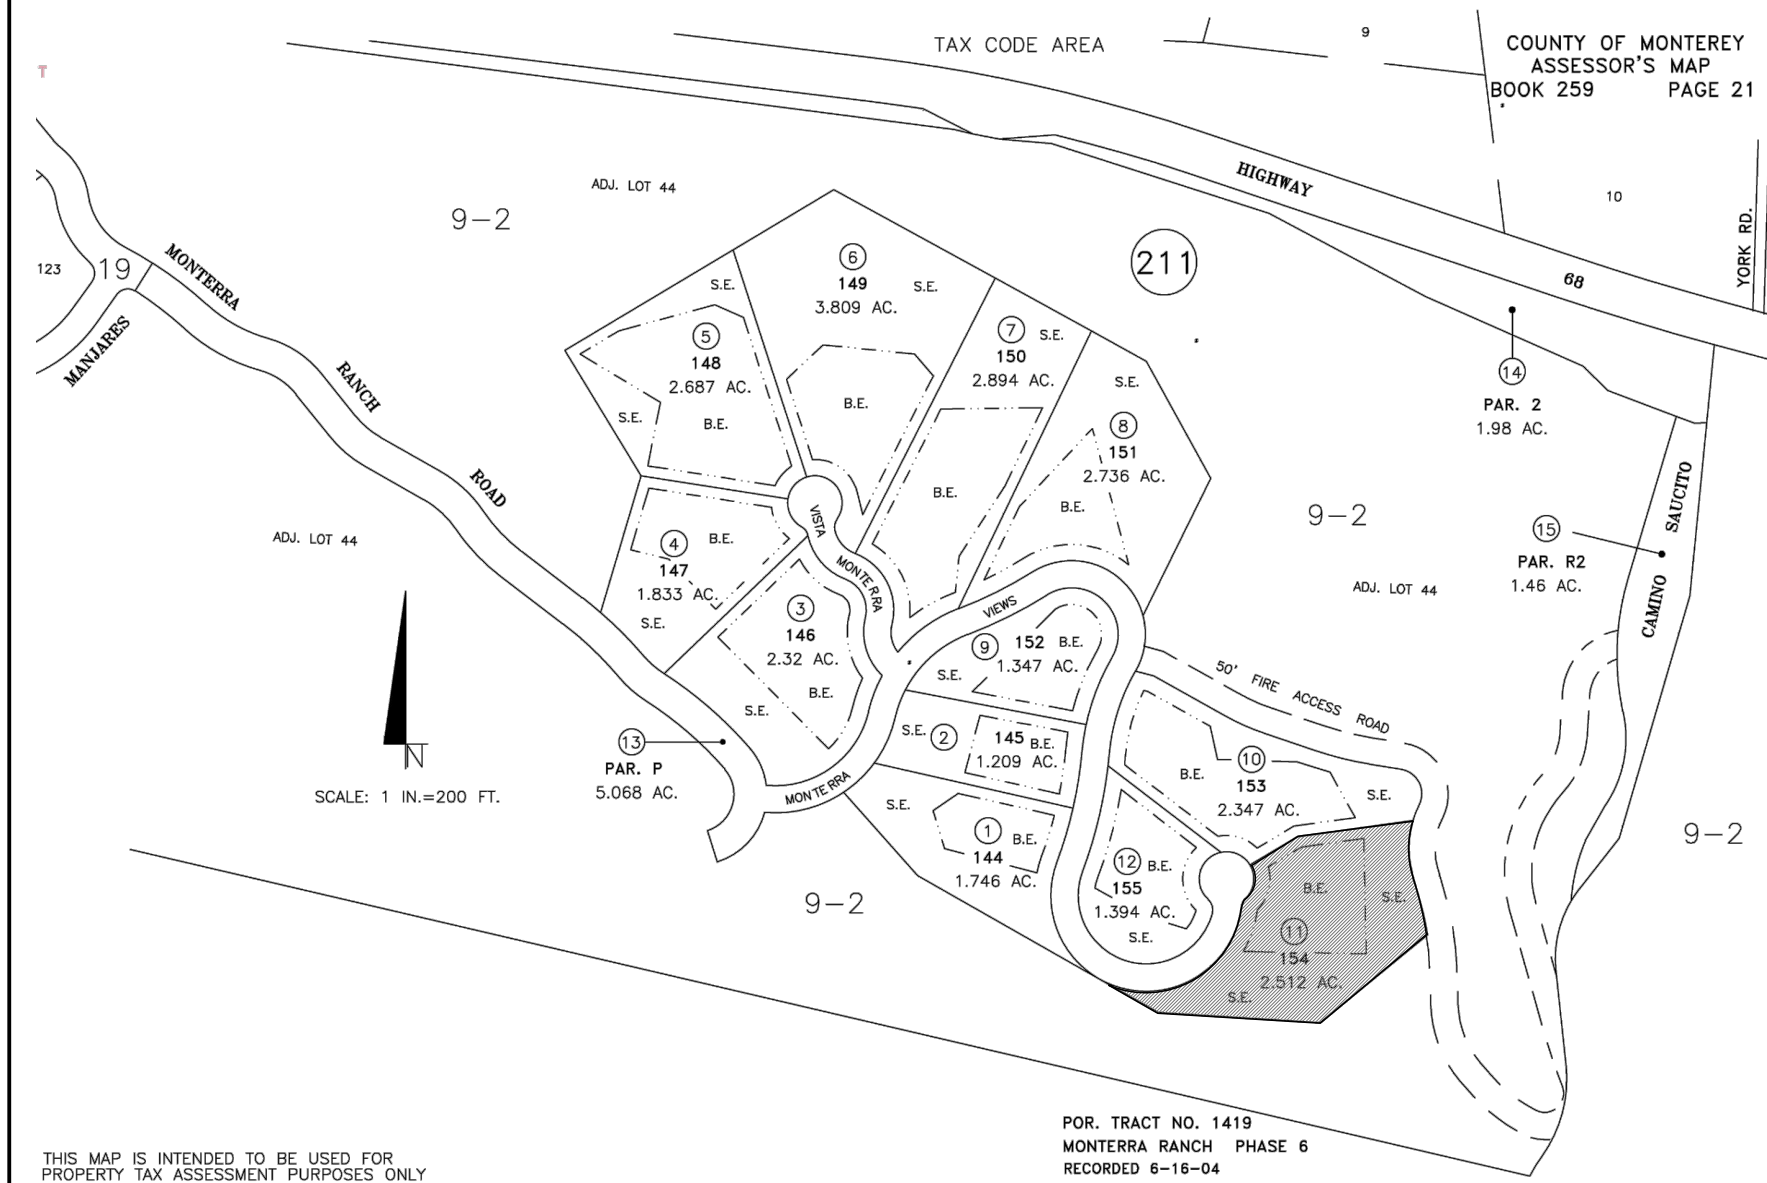 TAX CODE AREA
9
COUNTY OF MONTEREY
ASSESSOR'S MAP
BOOK 259 PAGE 21
T
HIGHWAY
68
10
YORK RD.
ADJ. LOT 44
9-2
211
123
19
MONTERRA
RANCH
ROAD
MANJARES
6
149
3.809 AC.
S.E.
B.E.
S.E.
5
148
2.687 AC.
S.E.
B.E.
7
150
2.894 AC.
S.E.
B.E.
8
151
2.736 AC.
S.E.
B.E.
14
PAR. 2
1.98 AC.
9-2
15
PAR. R2
1.46 AC.
CAMINO SAUCITO
ADJ. LOT 44
ADJ. LOT 44
4
147
1.833 AC.
B.E.
S.E.
VISTA
MONTERRA
3
146
2.32 AC.
B.E.
S.E.
VIEWS
9
152
B.E.
1.347 AC.
S.E.
50' FIRE ACCESS ROAD
N
SCALE: 1 IN.=200 FT.
13
PAR. P
5.068 AC.
S.E.
2
145
B.E.
1.209 AC.
MONTERRA
10
153
2.347 AC.
B.E.
S.E.
S.E.
1
144
1.746 AC.
B.E.
12
B.E.
155
1.394 AC.
S.E.
9-2
9-2
B.E.
S.E.
11
154
2.512 AC.
S.E.
POR. TRACT NO. 1419
MONTERRA RANCH PHASE 6
RECORDED 6-16-04
THIS MAP IS INTENDED TO BE USED FOR
PROPERTY TAX ASSESSMENT PURPOSES ONLY